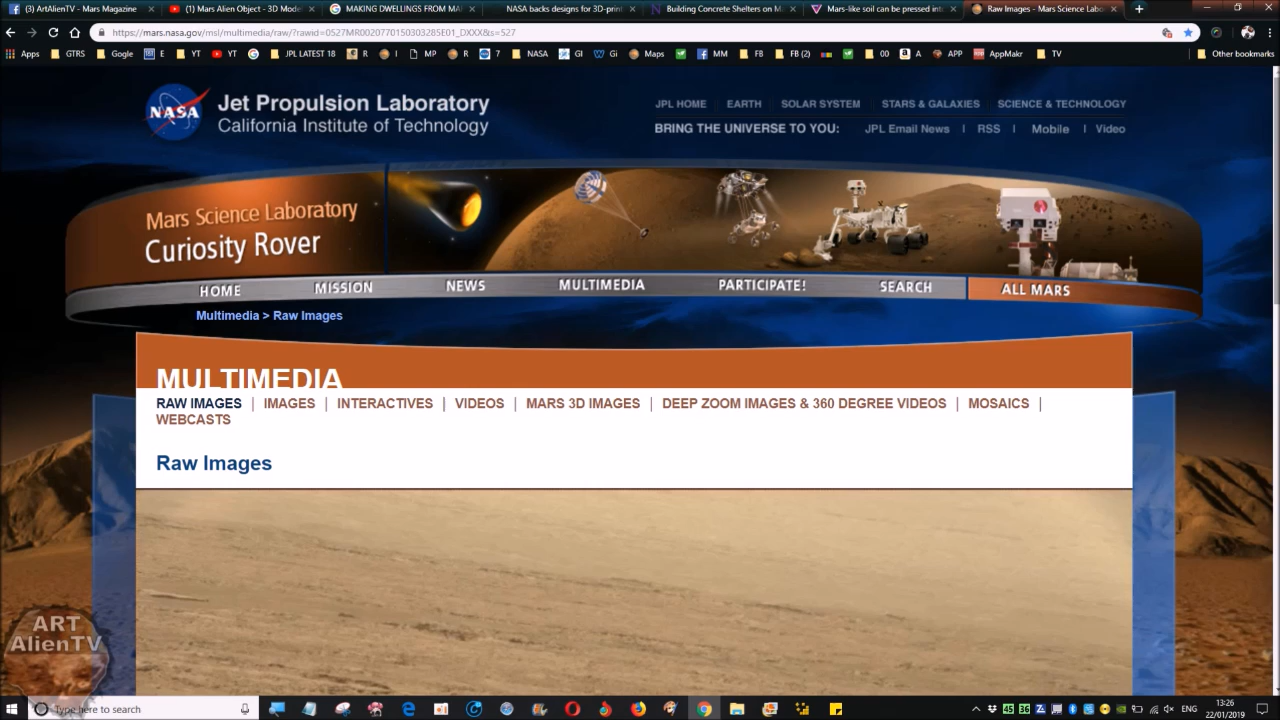 (3) ArtAlienTV - Mars Magazine
(1) Mars Alien Object - 3D Mode
MAKING DWELLINGS FROM MAR
NASA backs designs for 3D-print
Building Concrete Shelters on M
Mars-like soil can be pressed into
Raw Images - Mars Science Labo
https://mars.nasa.gov/msl/multimedia/raw/?rawid=0527MR0020770150303285E01_DXXX&s=527
Apps
GTRS
Gogle
E
YT
YT
JPL LATEST 18
R
I
MP
R
7
NASA
GI
Gi
Maps
MM
FB
FB (2)
00
A
APP
AppMakr
TV
Other bookmarks
NASA
Jet Propulsion Laboratory
California Institute of Technology
JPL HOME EARTH SOLAR SYSTEM STARS & GALAXIES SCIENCE & TECHNOLOGY
BRING THE UNIVERSE TO YOU: JPL Email News | RSS | Mobile | Video
Mars Science Laboratory
Curiosity Rover
HOME MISSION NEWS MULTIMEDIA PARTICIPATE! SEARCH ALL MARS
Multimedia > Raw Images
MULTIMEDIA
RAW IMAGES | IMAGES | INTERACTIVES | VIDEOS | MARS 3D IMAGES | DEEP ZOOM IMAGES & 360 DEGREE VIDEOS | MOSAICS |
WEBCASTS
Raw Images
ART
AlienTV
Type here to search
45
36
ENG
13:26
22/01/2019